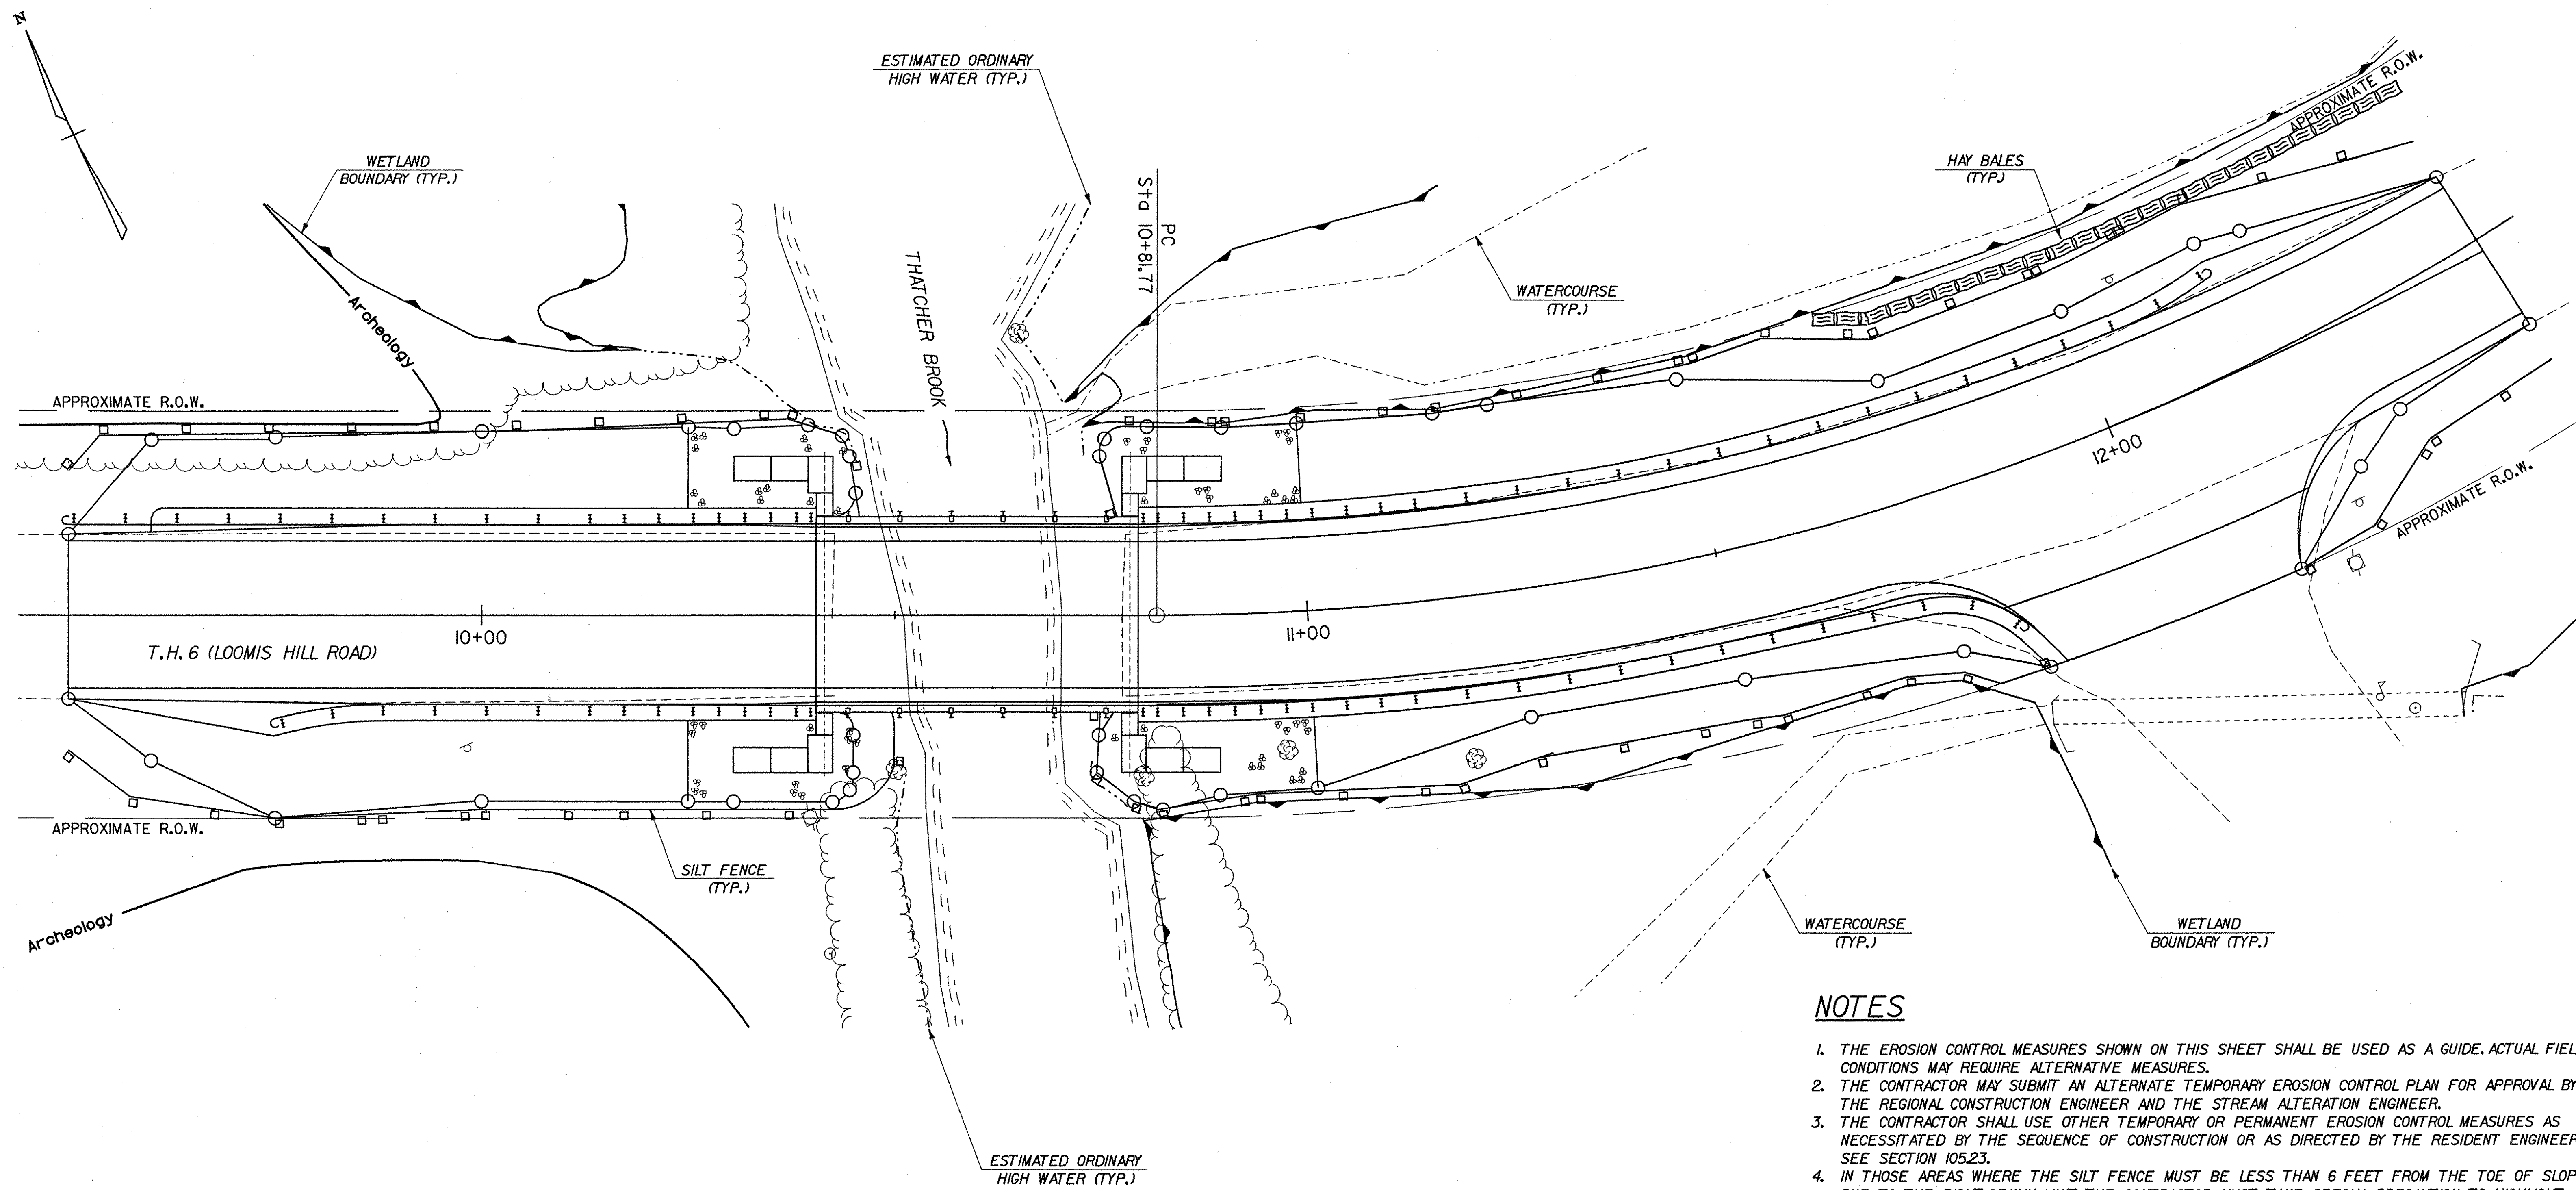 N
ESTIMATED ORDINARY
HIGH WATER (TYP.)
WETLAND
BOUNDARY (TYP.)
HAY BALES
(TYP.)
APPROXIMATE R.O.W.
PC
Sta 10+81.77
THATCHER BROOK
WATERCOURSE
(TYP.)
Archeology
APPROXIMATE R.O.W.
12+00
APPROXIMATE R.O.W.
10+00
11+00
T.H. 6 (LOOMIS HILL ROAD)
APPROXIMATE R.O.W.
SILT FENCE
(TYP.)
Archeology
WATERCOURSE
(TYP.)
WETLAND
BOUNDARY (TYP.)
ESTIMATED ORDINARY
HIGH WATER (TYP.)
NOTES
1. THE EROSION CONTROL MEASURES SHOWN ON THIS SHEET SHALL BE USED AS A GUIDE. ACTUAL FIEL
CONDITIONS MAY REQUIRE ALTERNATIVE MEASURES.
2. THE CONTRACTOR MAY SUBMIT AN ALTERNATE TEMPORARY EROSION CONTROL PLAN FOR APPROVAL BY
THE REGIONAL CONSTRUCTION ENGINEER AND THE STREAM ALTERATION ENGINEER.
3. THE CONTRACTOR SHALL USE OTHER TEMPORARY OR PERMANENT EROSION CONTROL MEASURES AS
NECESSITATED BY THE SEQUENCE OF CONSTRUCTION OR AS DIRECTED BY THE RESIDENT ENGINEER
SEE SECTION 105.23.
4. IN THOSE AREAS WHERE THE SILT FENCE MUST BE LESS THAN 6 FEET FROM THE TOE OF SLOP